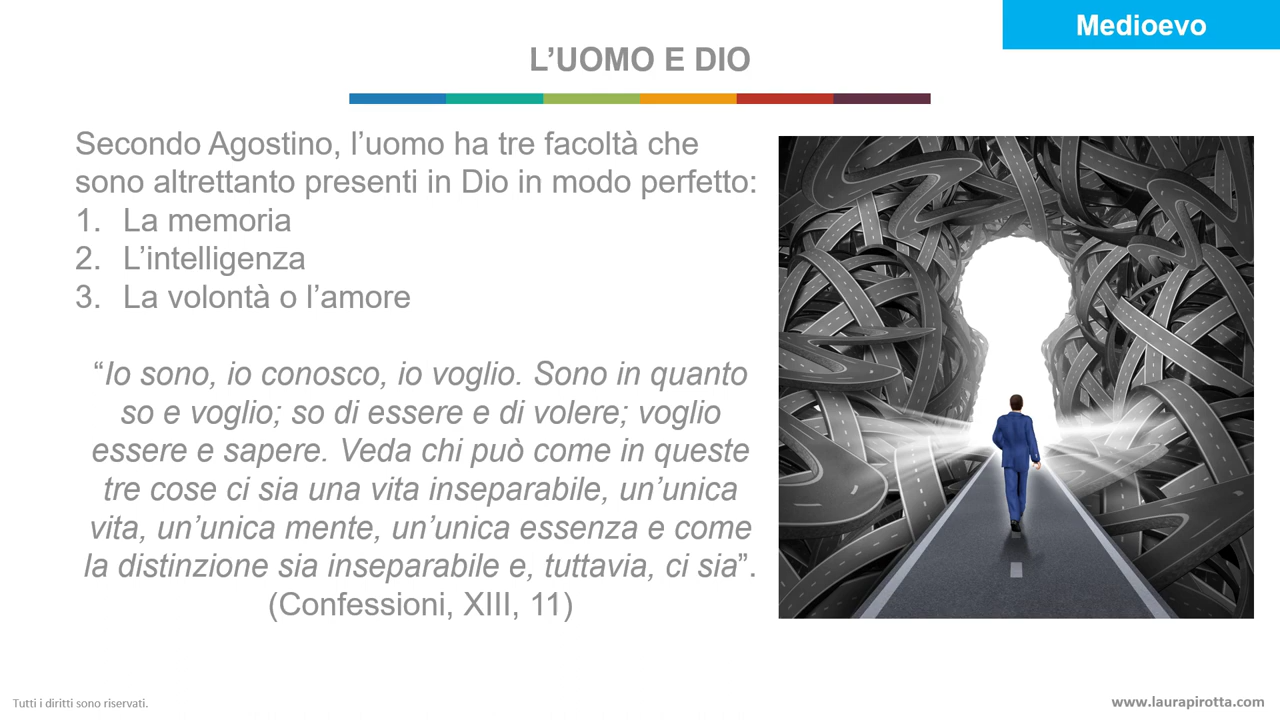 Medioevo
L’UOMO E DIO
Secondo Agostino, l’uomo ha tre facoltà che
sono altrettanto presenti in Dio in modo perfetto:
1. La memoria
2. L’intelligenza
3. La volontà o l’amore
“Io sono, io conosco, io voglio. Sono in quanto
so e voglio; so di essere e di volere; voglio
essere e sapere. Veda chi può come in queste
tre cose ci sia una vita inseparabile, un’unica
vita, un’unica mente, un’unica essenza e come
la distinzione sia inseparabile e, tuttavia, ci sia”.
(Confessioni, XIII, 11)
Tutti i diritti sono riservati.
www.laurapirotta.com